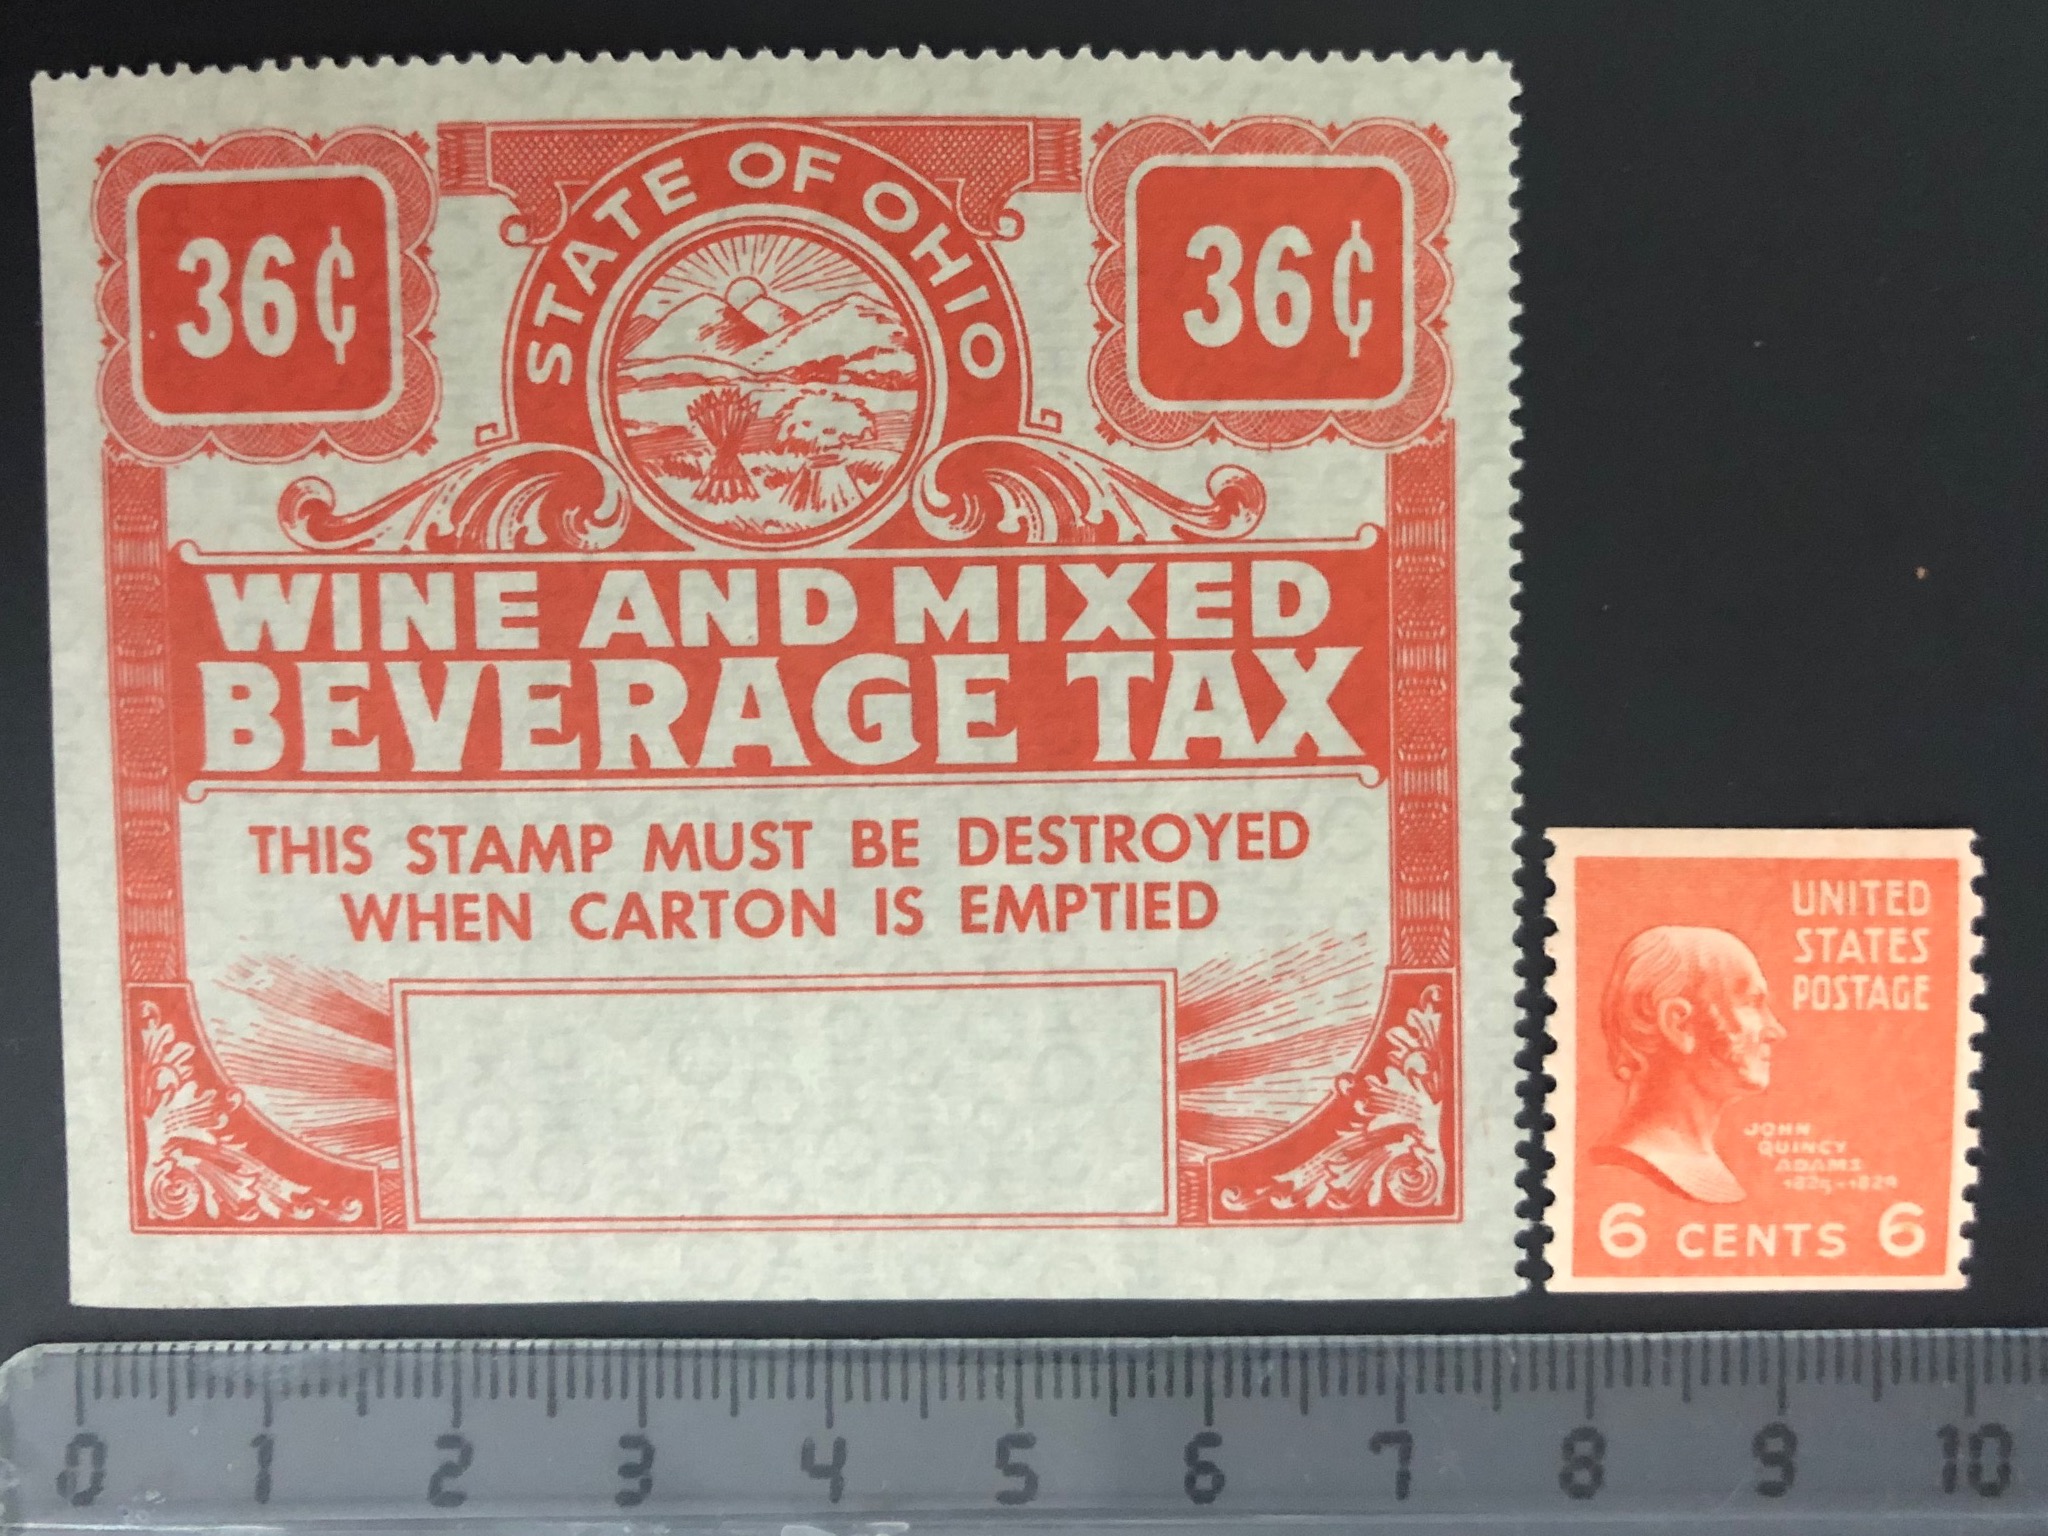 36¢
STATE OF OHIO
36¢
WINE AND MIXED
BEVERAGE TAX
THIS STAMP MUST BE DESTROYED
WHEN CARTON IS EMPTIED
UNITED
STATES
POSTAGE
JOHN
QUINCY
ADAMS
1825-1829
6 CENTS 6
0 1 2 3 4 5 6 7 8 9 10